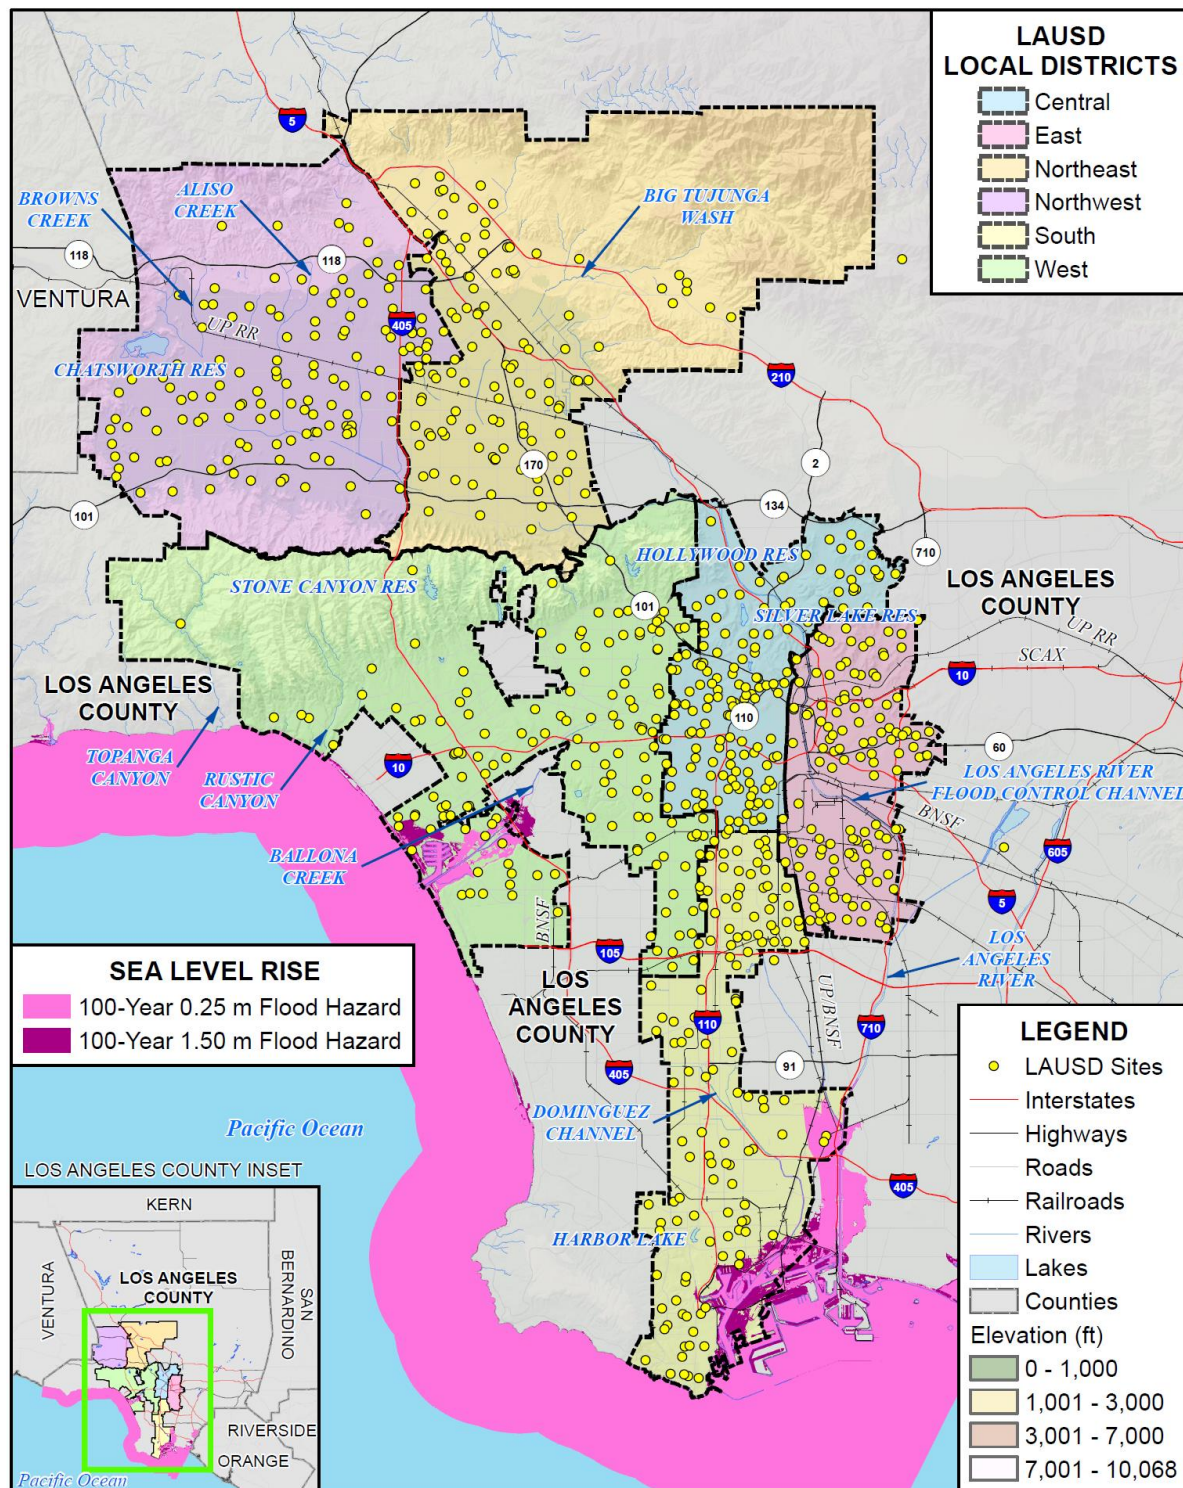 LAUSD
LOCAL DISTRICTS
Central
East
Northeast
Northwest
South
West
5
BROWNS
CREEK
ALISO
CREEK
BIG TUJUNGA
WASH
118
118
VENTURA
405
UP RR
CHATSWORTH RES
210
170
2
101
134
710
HOLLYWOOD RES
STONE CANYON RES
101
LOS ANGELES
COUNTY
SILVER LAKE RES
UP RR
SCAX
10
LOS ANGELES
COUNTY
110
60
TOPANGA
CANYON
RUSTIC
CANYON
10
LOS ANGELES RIVER
FLOOD CONTROL CHANNEL
BNSF
BALLONA
CREEK
605
5
BNSF
105
LOS
ANGELES
RIVER
SEA LEVEL RISE
100-Year 0.25 m Flood Hazard
100-Year 1.50 m Flood Hazard
LOS
ANGELES
COUNTY
UP/BNSF
110
710
405
91
DOMINGUEZ
CHANNEL
Pacific Ocean
405
HARBOR LAKE
LOS ANGELES COUNTY INSET
KERN
VENTURA
LOS ANGELES
COUNTY
SAN
BERNARDINO
RIVERSIDE
ORANGE
Pacific Ocean
LEGEND
LAUSD Sites
Interstates
Highways
Roads
Railroads
Rivers
Lakes
Counties
Elevation (ft)
0 - 1,000
1,001 - 3,000
3,001 - 7,000
7,001 - 10,068